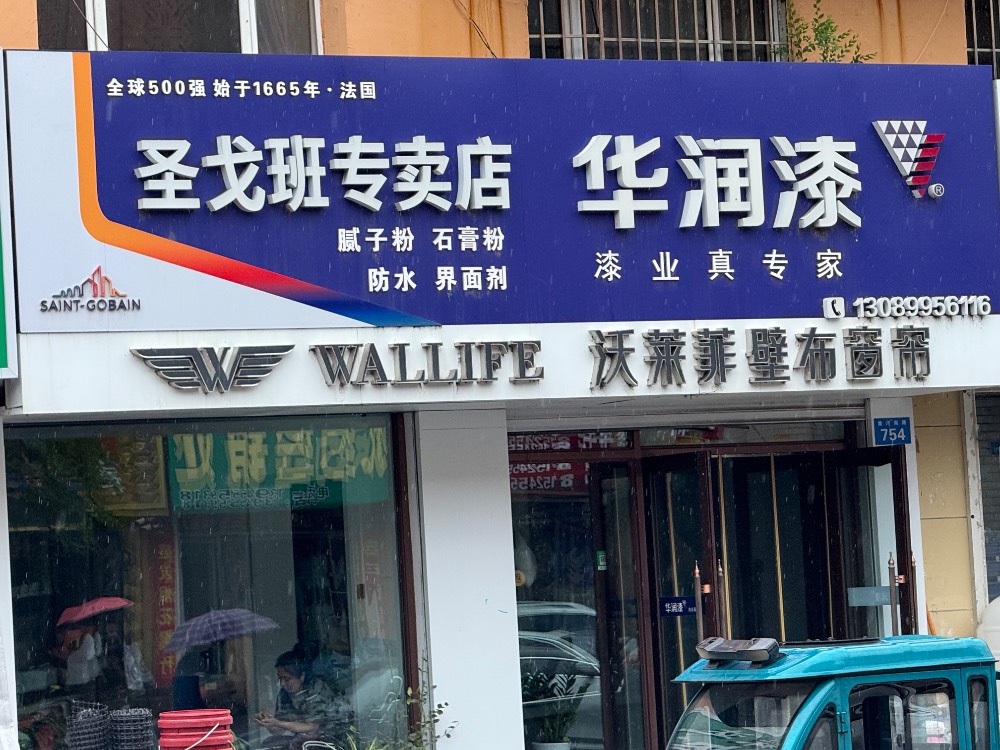 全球500强 始于1665年·法国
圣戈班专卖店
腻子粉 石膏粉
防水 界面剂
SAINT-GOBAIN
华润漆
®
漆业真专家
13089956116
W WALLIFE 沃莱菲壁布窗帘
754
华润漆